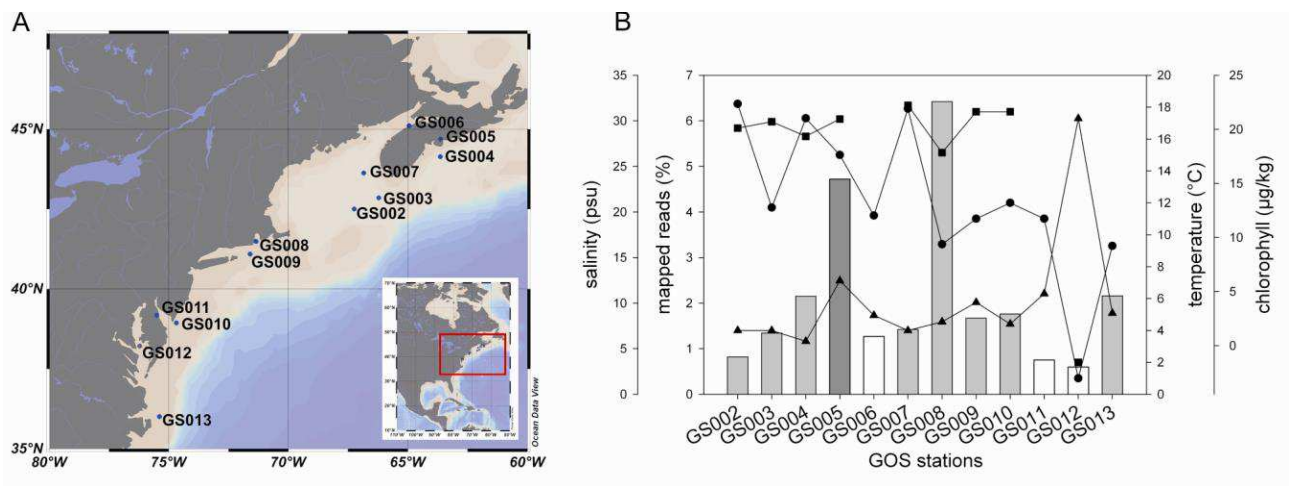 A
45°N
40°N
35°N
80°W 75°W 70°W 65°W 60°W
GS006
GS005
GS004
GS007
GS003
GS002
GS008
GS009
GS011
GS010
GS012
GS013
Ocean Data View
B
salinity (psu)
35
30
25
20
15
10
5
0
mapped reads (%)
7
6
5
4
3
2
1
0
temperature (°C)
20
18
16
14
12
10
8
6
4
2
0
chlorophyll (µg/kg)
25
20
15
10
5
0
GS002 GS003 GS004 GS005 GS006 GS007 GS008 GS009 GS010 GS011 GS012 GS013
GOS stations